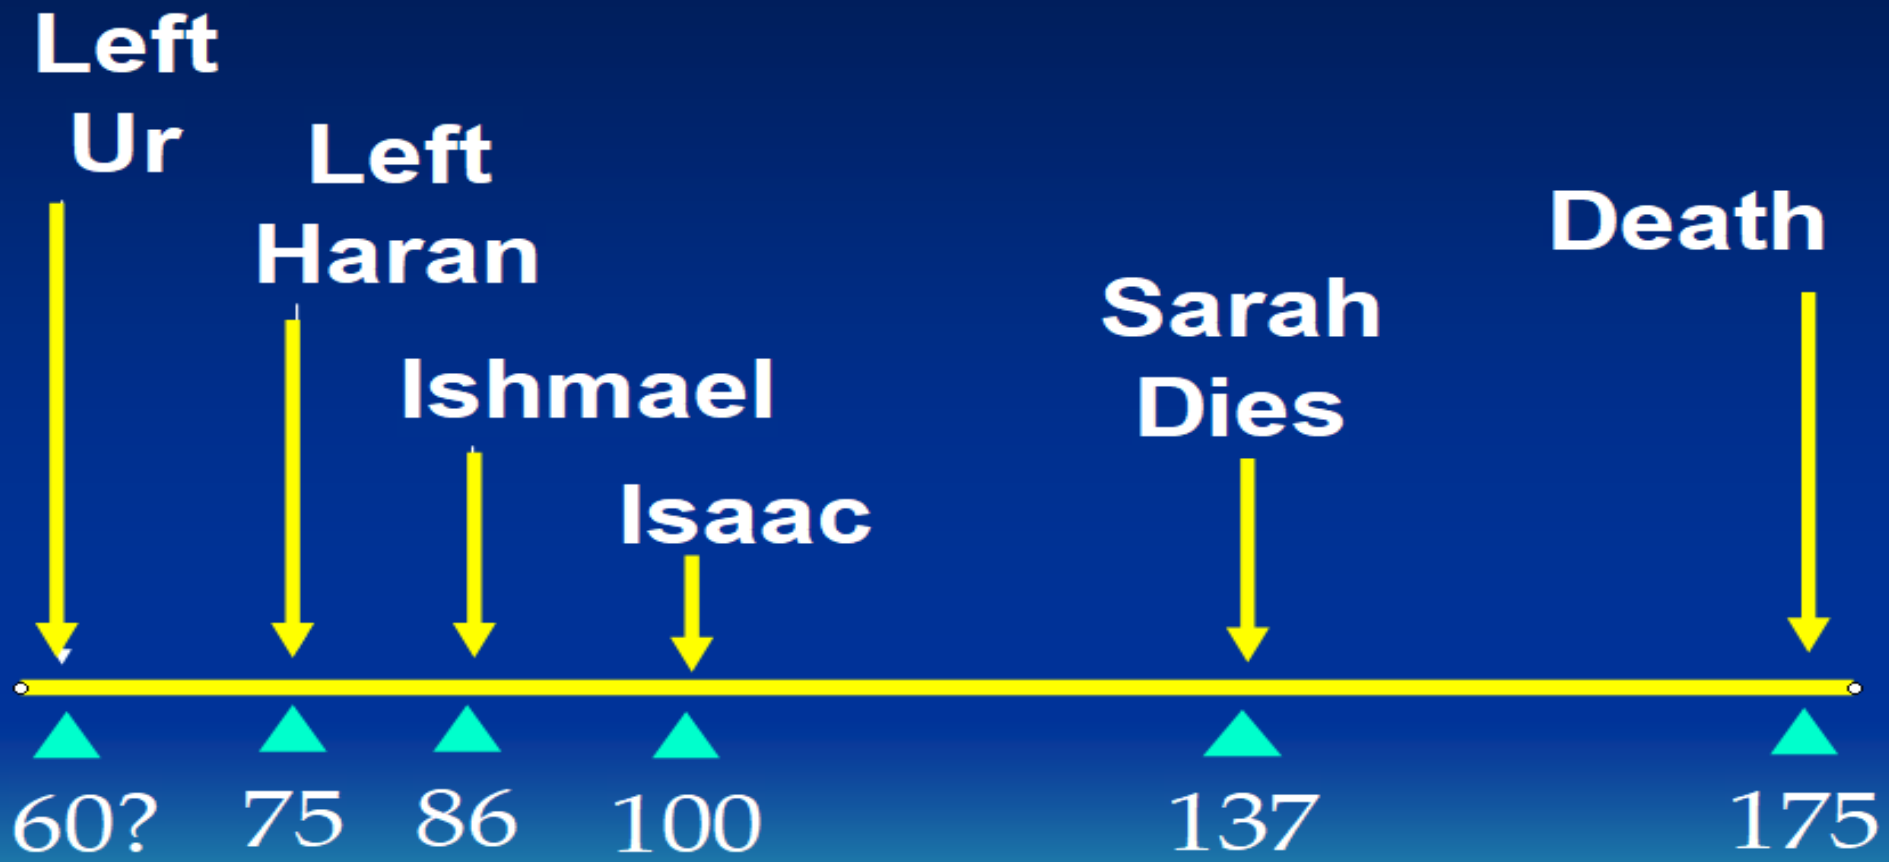 Left
Ur
Left
Haran
Ishmael
Isaac
Sarah
Dies
Death
60? 75 86 100 137 175